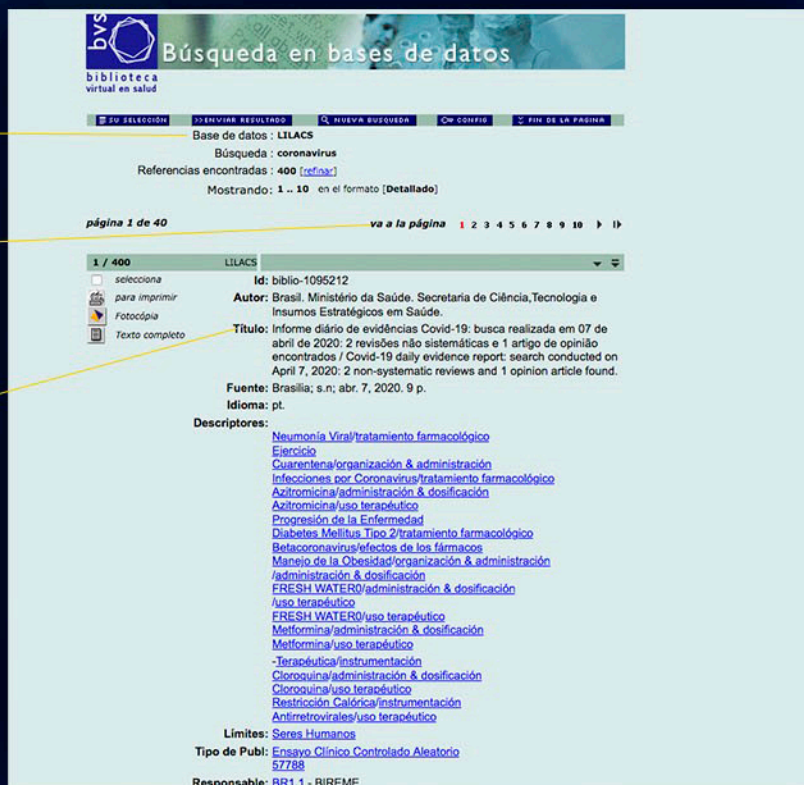 bvs
Búsqueda en bases de datos
biblioteca
virtual en salud
SU SELECCIÓN >>ENVIAR RESULTADO NUEVA BUSQUEDA CONFIG FIN DE LA PAGINA
Base de datos : LILACS
Búsqueda : coronavirus
Referencias encontradas : 400 [refinar]
Mostrando: 1 .. 10 en el formato [Detallado]
página 1 de 40 va a la página 1 2 3 4 5 6 7 8 9 10
1 / 400 LILACS
selecciona
para imprimir
Fotocópia
Texto completo
Id: biblio-1095212
Autor: Brasil. Ministério da Saúde. Secretaria de Ciência,Tecnologia e
Insumos Estratégicos em Saúde.
Título: Informe diário de evidências Covid-19: busca realizada em 07 de
abril de 2020: 2 revisões não sistemáticas e 1 artigo de opinião
encontrados / Covid-19 daily evidence report: search conducted on
April 7, 2020: 2 non-systematic reviews and 1 opinion article found.
Fuente: Brasilia; s.n; abr. 7, 2020. 9 p.
Idioma: pt.
Descriptores:
Neumonía Viral/tratamiento farmacológico
Ejercicio
Cuarentena/organización & administración
Infecciones por Coronavirus/tratamiento farmacológico
Azitromicina/administración & dosificación
Azitromicina/uso terapéutico
Progresión de la Enfermedad
Diabetes Mellitus Tipo 2/tratamiento farmacológico
Betacoronavirus/efectos de los fármacos
Manejo de la Obesidad/organización & administración
/administración & dosificación
FRESH WATER0/administración & dosificación
/uso terapéutico
FRESH WATER0/uso terapéutico
Metformina/administración & dosificación
Metformina/uso terapéutico
-Terapéutica/instrumentación
Cloroquina/administración & dosificación
Cloroquina/uso terapéutico
Restricción Calórica/instrumentación
Antirretrovirales/uso terapéutico
Límites: Seres Humanos
Tipo de Publ: Ensayo Clínico Controlado Aleatorio
57788
Responsable: BR1.1 - BIREME